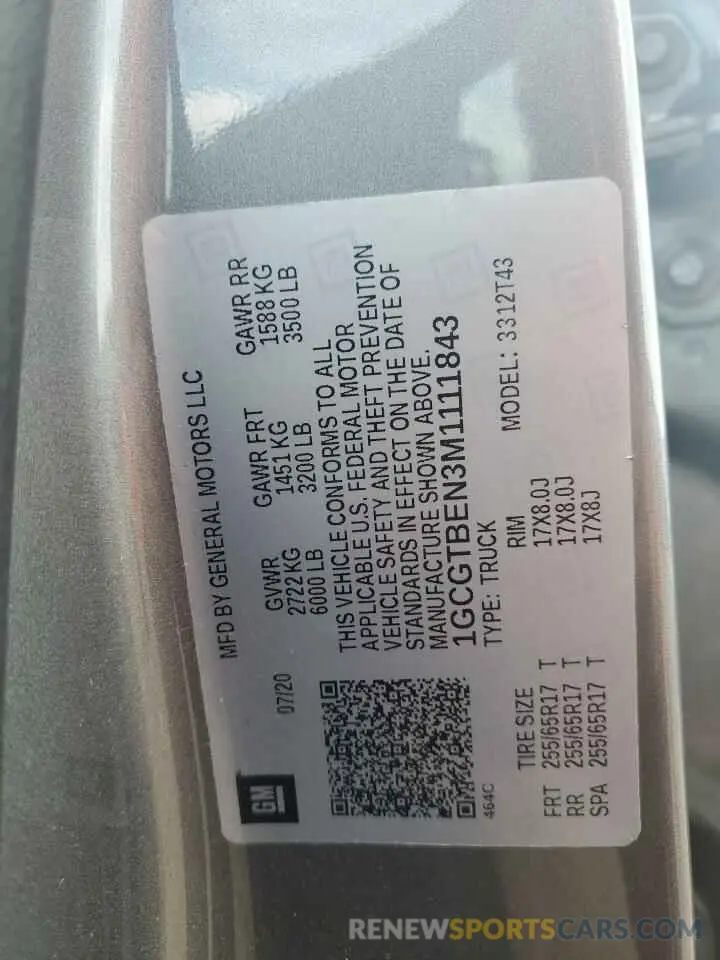 GM
07/20
MFD BY GENERAL MOTORS LLC
GVWR GAWR FRT GAWR RR
2722 KG 1451 KG 1588 KG
6000 LB 3200 LB 3500 LB
THIS VEHICLE CONFORMS TO ALL
APPLICABLE U.S. FEDERAL MOTOR
VEHICLE SAFETY AND THEFT PREVENTION
STANDARDS IN EFFECT ON THE DATE OF
MANUFACTURE SHOWN ABOVE.
1GCGTBEN3M1111843
464C
TYPE: TRUCK MODEL: 3312T43
TIRE SIZE RIM
FRT 255/65R17 T 17X8.0J
RR 255/65R17 T 17X8.0J
SPA 255/65R17 T 17X8J
RENEWSPORTSCARS.COM